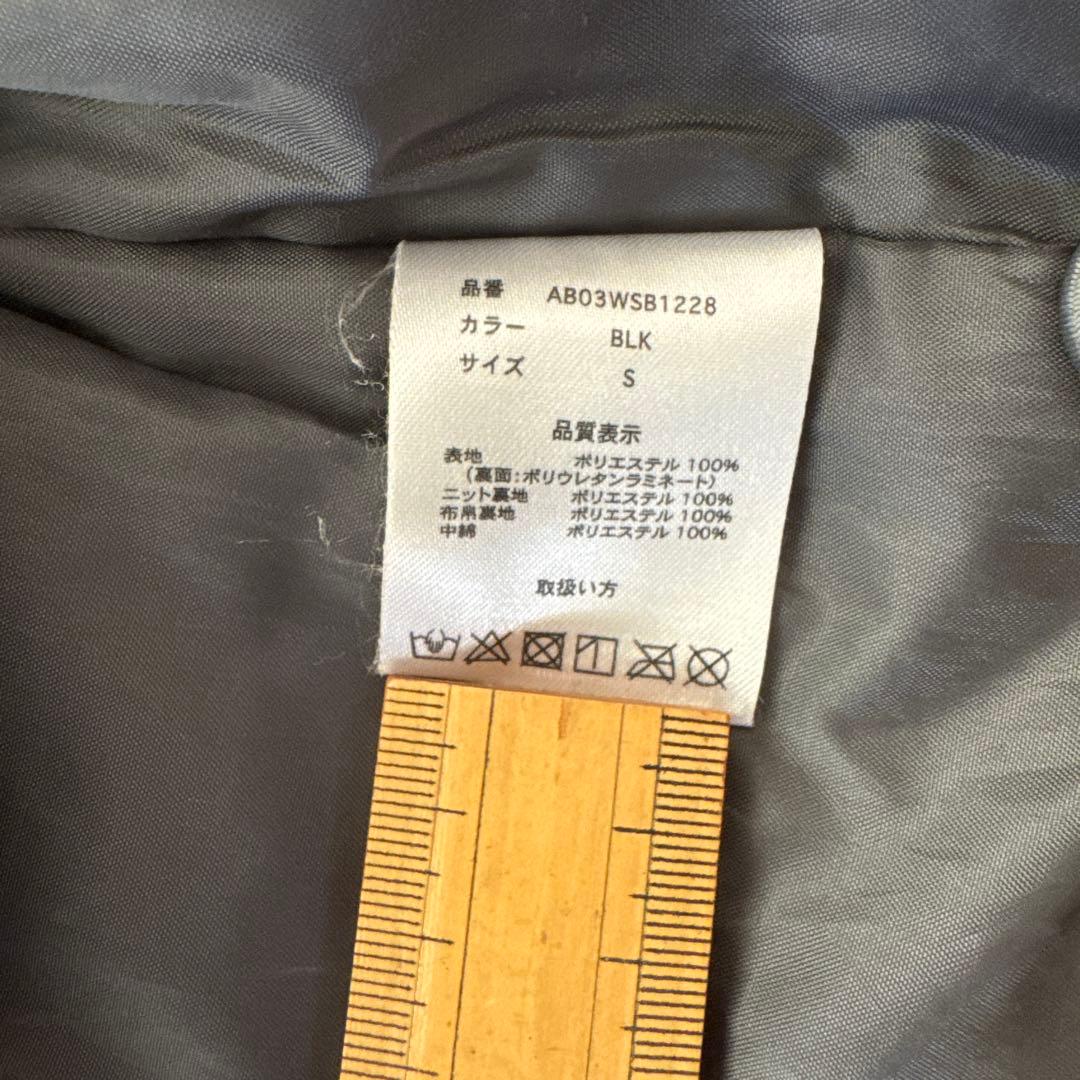 品番 AB03WSB1228
カラー BLK
サイズ S
品質表示
表地 ポリエステル 100%
(裏面:ポリウレタンラミネート)
ニット裏地 ポリエステル 100%
布帛裏地 ポリエステル 100%
中綿 ポリエステル 100%
取扱い方